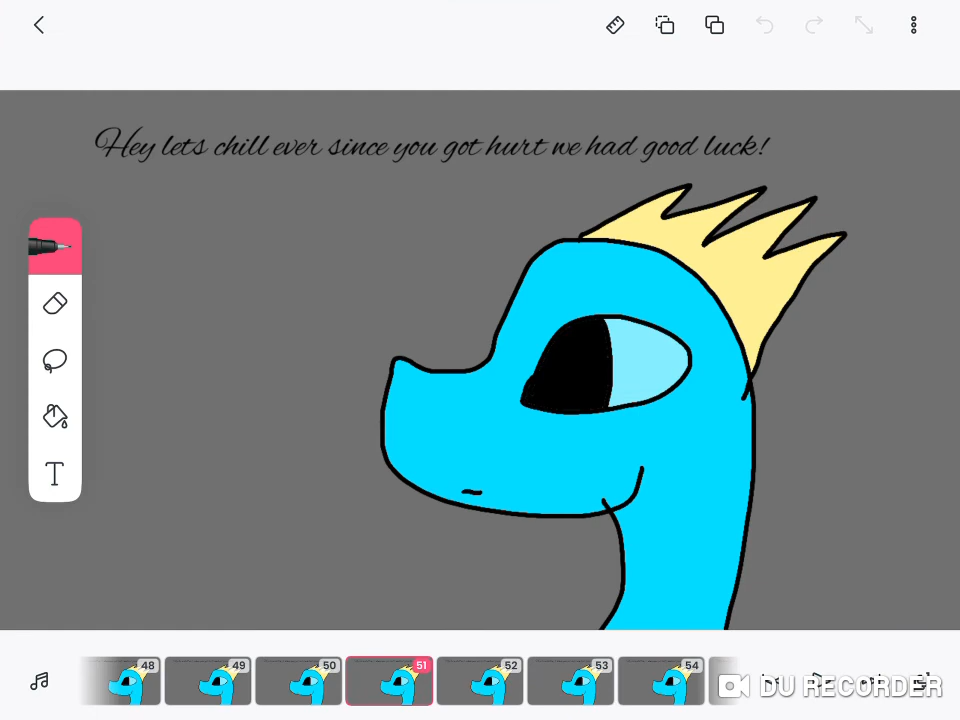 Hey lets chill ever since you got hurt we had good luck!
T
48 49 50 51 52 53 54
DU RECORDER